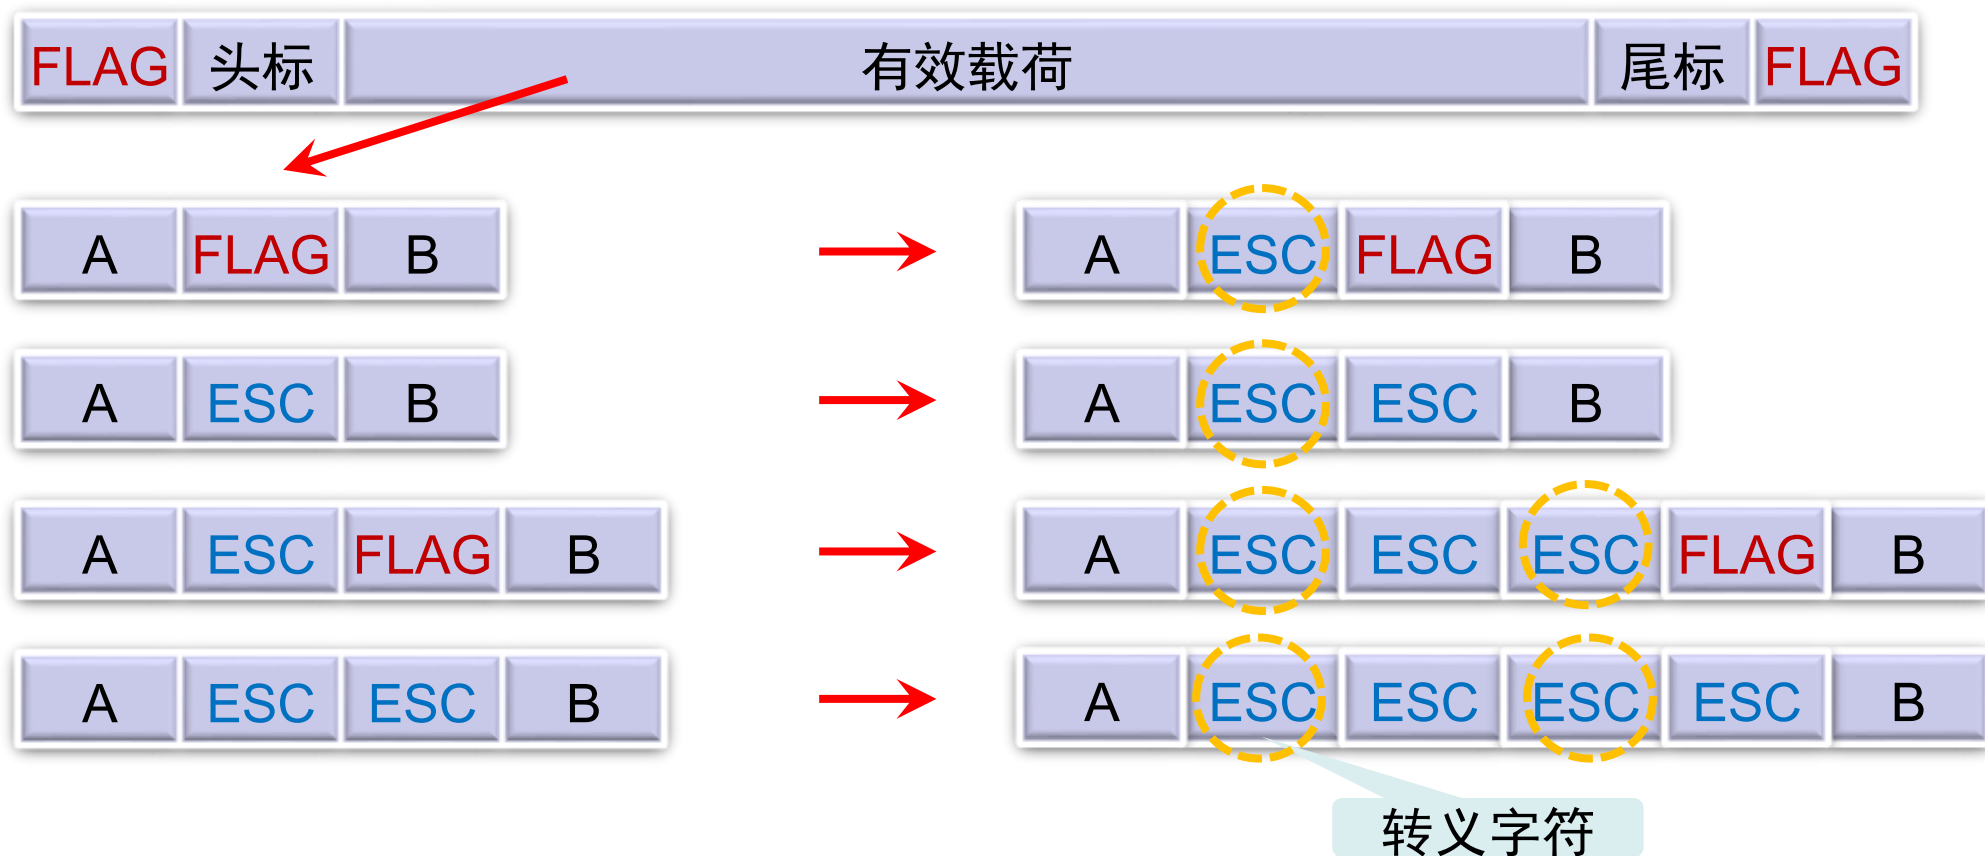 FLAG 头标 有效载荷 尾标 FLAG
A FLAG B A ESC FLAG B
A ESC B A ESC ESC B
A ESC FLAG B A ESC ESC ESC FLAG B
A ESC ESC B A ESC ESC ESC ESC B
转义字符